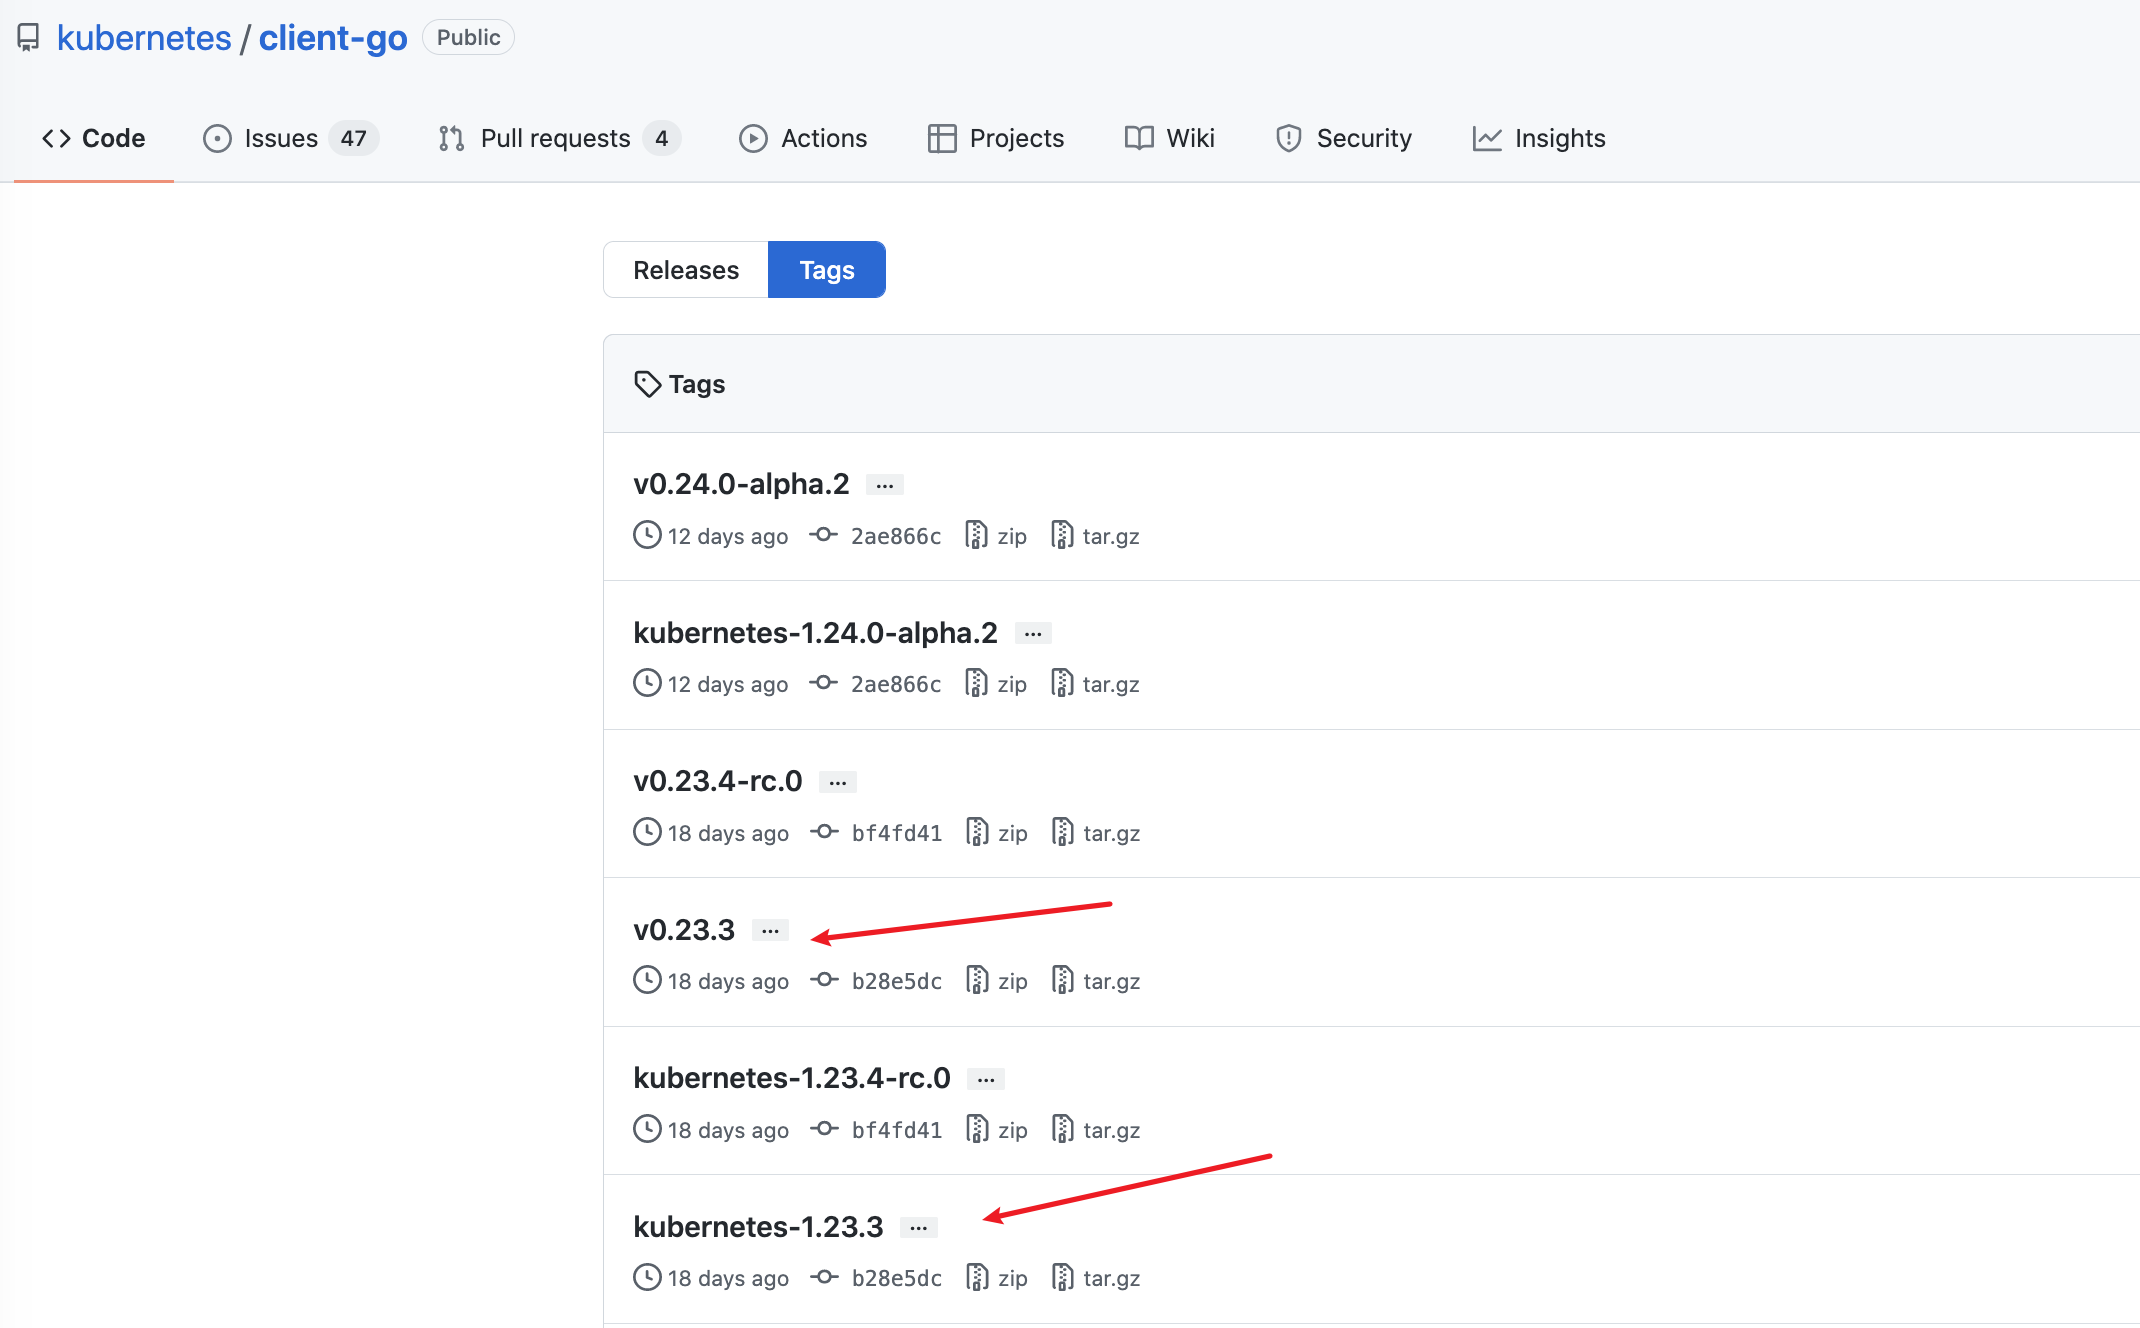 kubernetes / client-go Public
Code Issues 47 Pull requests 4 Actions Projects Wiki Security Insights
Releases Tags
Tags
v0.24.0-alpha.2 ...
12 days ago 2ae866c zip tar.gz
kubernetes-1.24.0-alpha.2 ...
12 days ago 2ae866c zip tar.gz
v0.23.4-rc.0 ...
18 days ago bf4fd41 zip tar.gz
v0.23.3 ...
18 days ago b28e5dc zip tar.gz
kubernetes-1.23.4-rc.0 ...
18 days ago bf4fd41 zip tar.gz
kubernetes-1.23.3 ...
18 days ago b28e5dc zip tar.gz